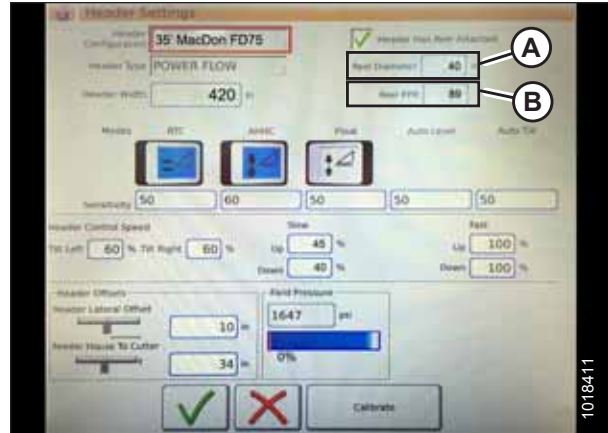 Header Settings
Header Configuration 35' MacDon FD75 Header Has Reel Attached
Header Type POWER FLOW Reel Diameter 40 in A
Header Width 420 in Reel PPR 89 B
Modes RTC AHHC Float Auto Level Auto Tilt
Sensitivity 50 60 50 50 50
Header Control Speed Slow Fast
Tilt Left 60 % Tilt Right 60 % Up 45 % Up 100 %
Down 40 % Down 100 %
Header Offsets Field Pressure
Header Lateral Offset 1647 psi
10 in
Feeder House To Cutter 0%
34 in
Calibrate
1018411